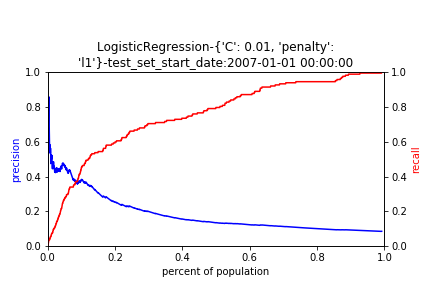 LogisticRegression-{'C': 0.01, 'penalty':
'l1'}-test_set_start_date:2007-01-01 00:00:00
1.0
0.8
0.6
0.4
0.2
0.0
precision
1.0
0.8
0.6
0.4
0.2
0.0
recall
0.0 0.2 0.4 0.6 0.8 1.0
percent of population